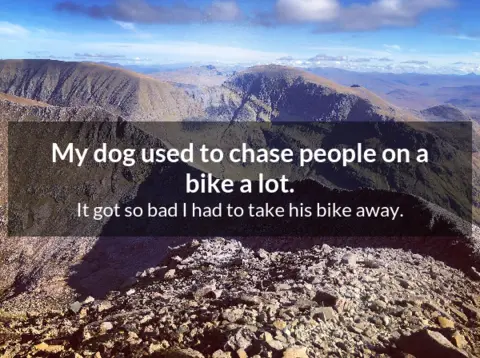 My dog used to chase people on a
bike a lot.
It got so bad I had to take his bike away.